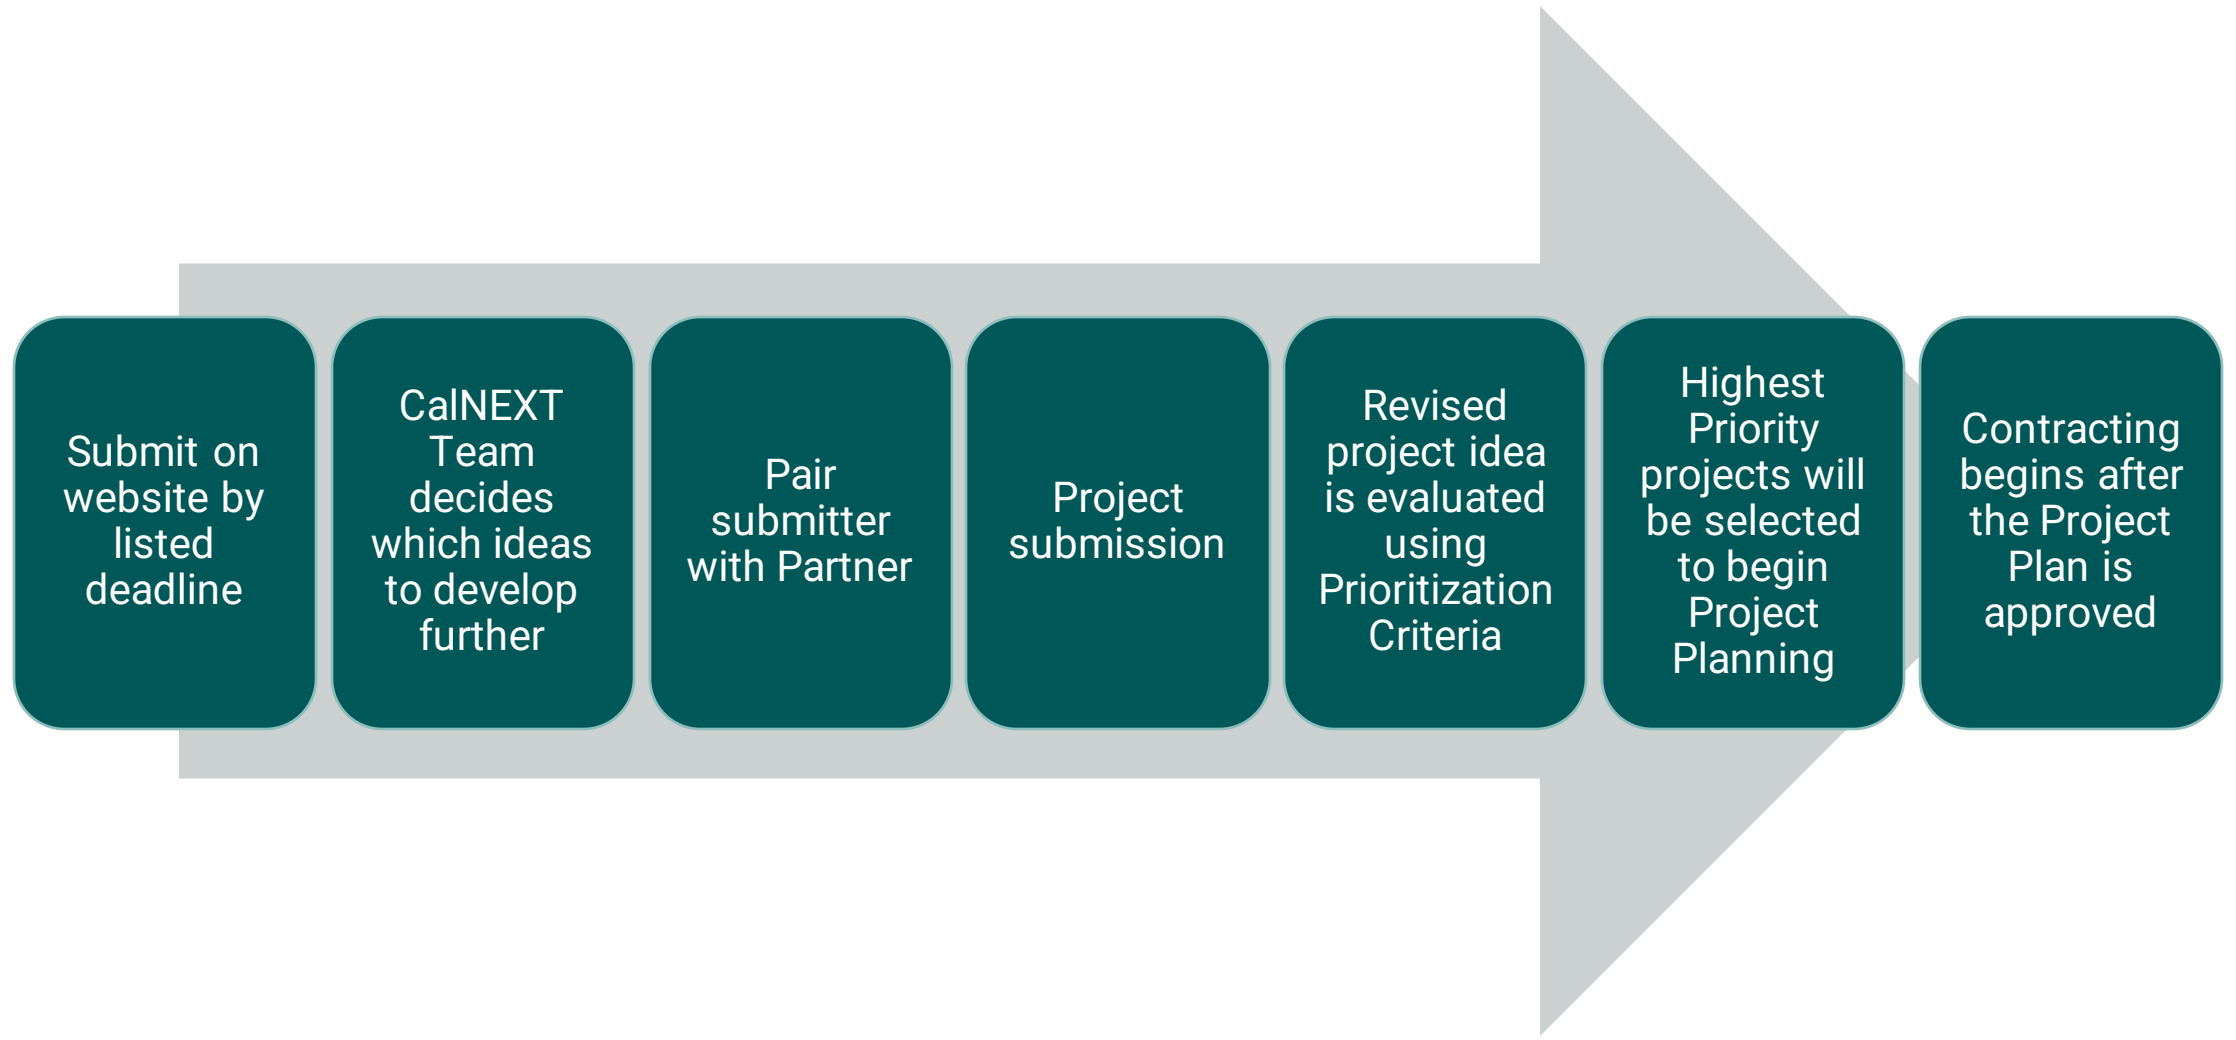 Submit on
website by
listed
deadline
CalNEXT
Team
decides
which ideas
to develop
further
Pair
submitter
with Partner
Project
submission
Revised
project idea
is evaluated
using
Prioritization
Criteria
Highest
Priority
projects will
be selected
to begin
Project
Planning
Contracting
begins after
the Project
Plan is
approved